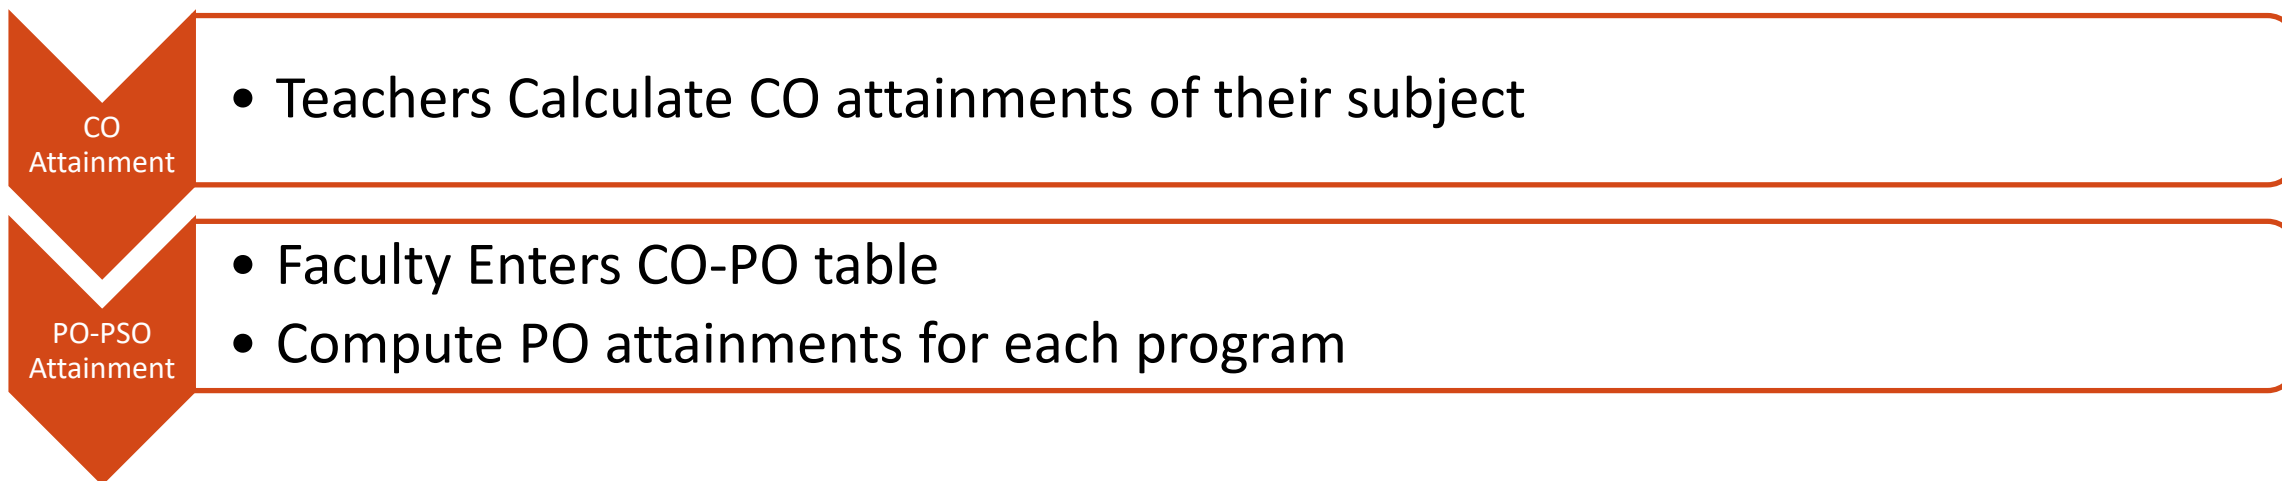 CO
Attainment
• Teachers Calculate CO attainments of their subject
PO-PSO
Attainment
• Faculty Enters CO-PO table
• Compute PO attainments for each program